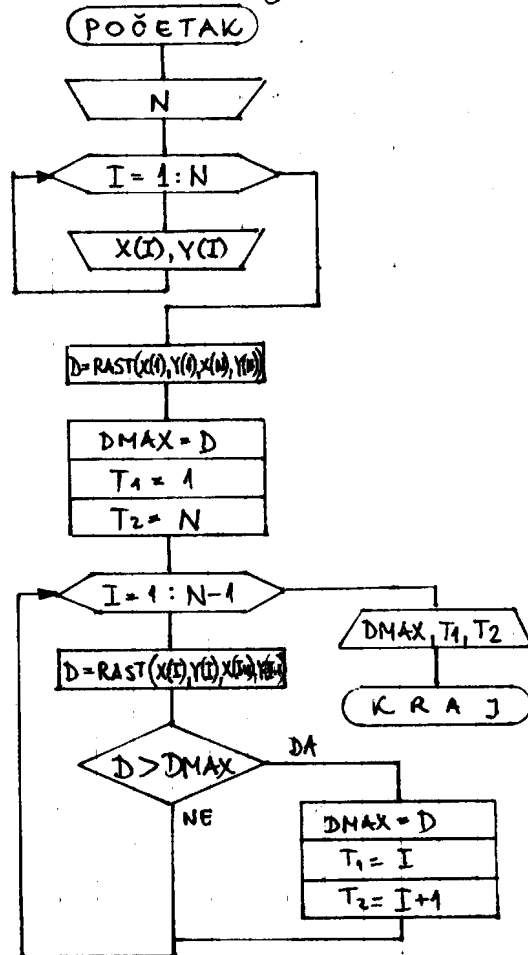 POČETAK
N
I = 1 : N
X(I), Y(I)
D=RAST(X(1),Y(1),X(N),Y(N))
DMAX = D
T1 = 1
T2 = N
I = 1 : N-1
DMAX, T1, T2
D=RAST(X(I),Y(I),
KRAJ
D > DMAX
DA
NE
DMAX = D
T1 = I
T2 = I+1